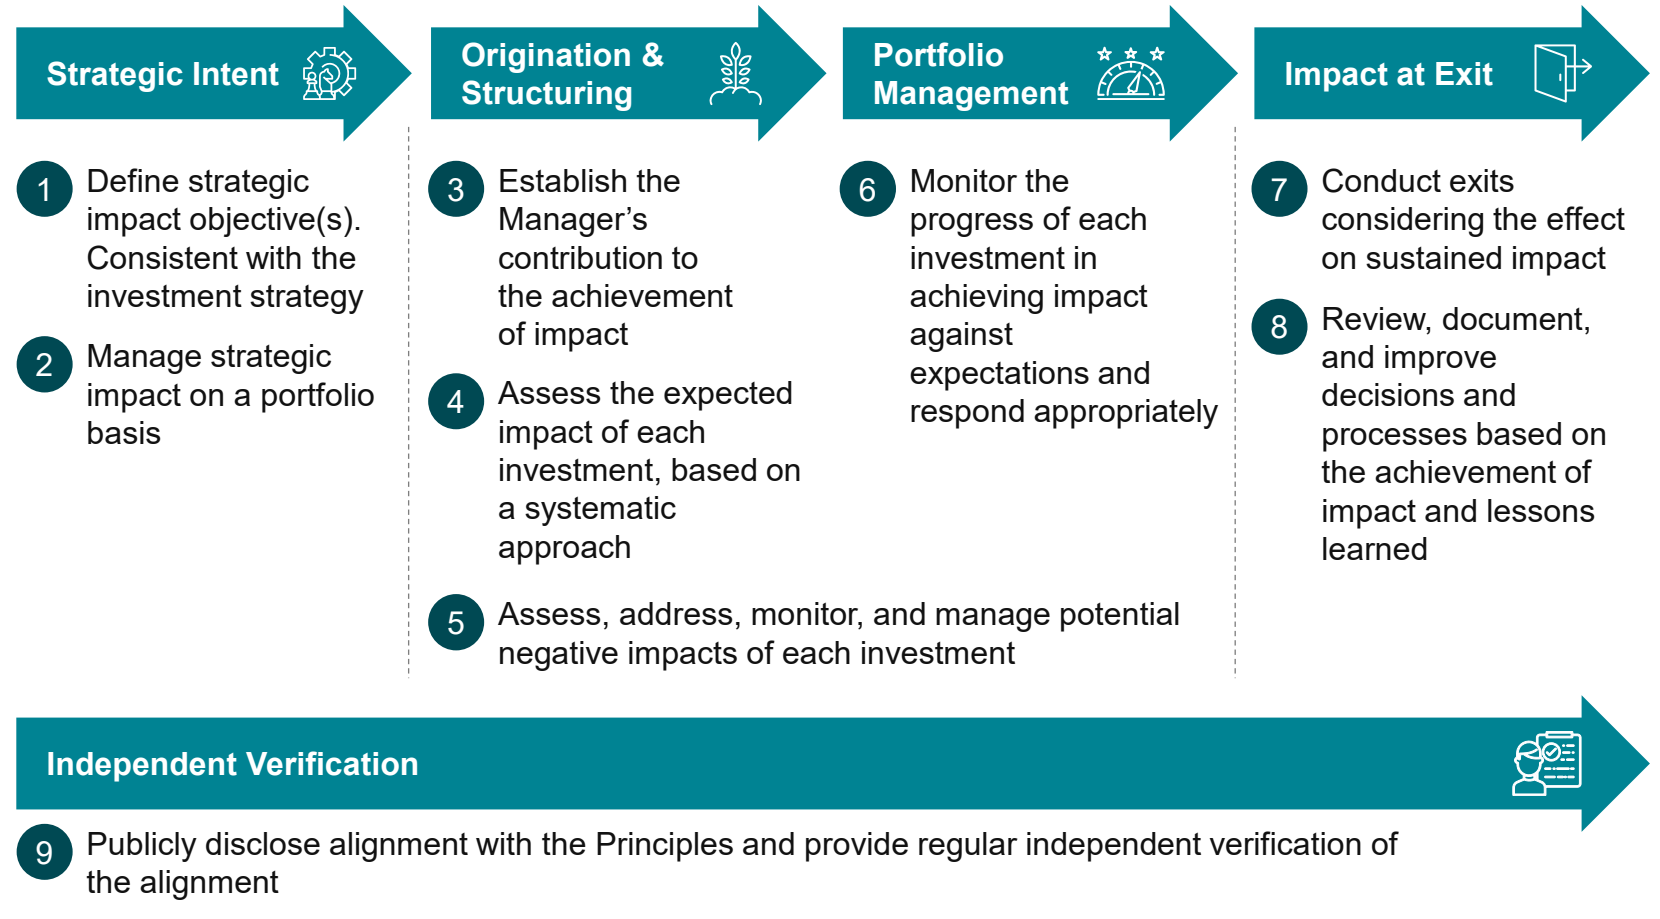 Strategic Intent
1
Define strategic
impact objective(s).
Consistent with the
investment strategy
2
Manage strategic
impact on a portfolio
basis
Origination &
Structuring
3
Establish the
Manager’s
contribution to
the achievement
of impact
4
Assess the expected
impact of each
investment, based on
a systematic
approach
Portfolio
Management
6
Monitor the
progress of each
investment in
achieving impact
against
expectations and
respond appropriately
5
Assess, address, monitor, and manage potential
negative impacts of each investment
Impact at Exit
7
Conduct exits
considering the effect
on sustained impact
8
Review, document,
and improve
decisions and
processes based on
the achievement of
impact and lessons
learned
Independent Verification
9
Publicly disclose alignment with the Principles and provide regular independent verification of
the alignment